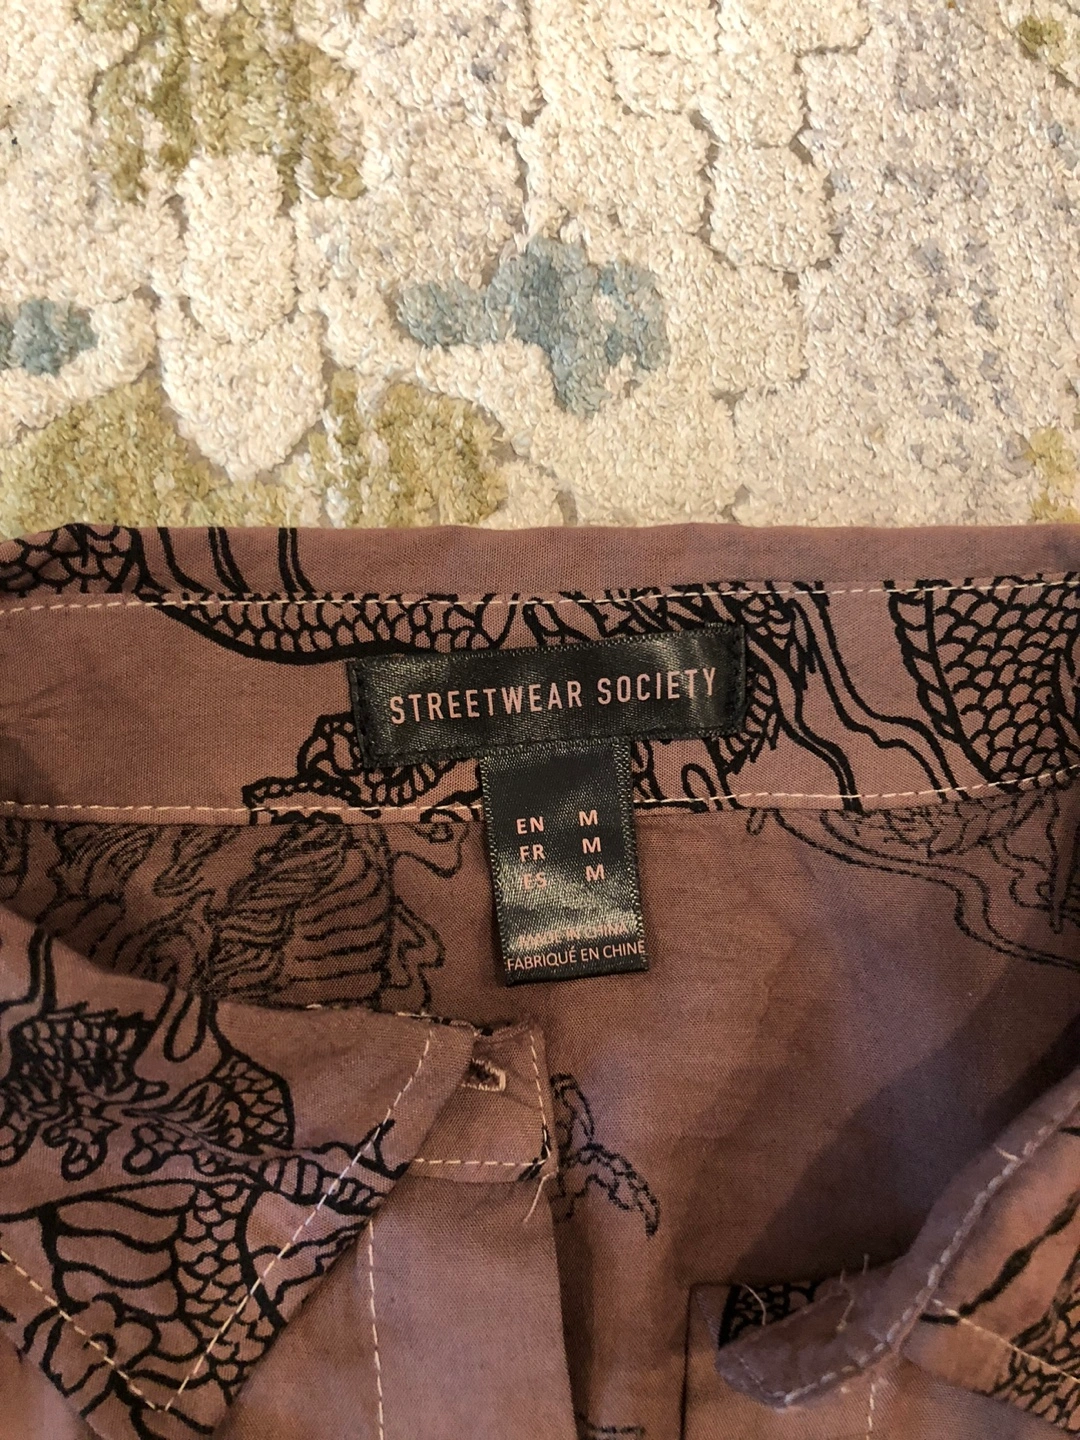 STREETWEAR SOCIETY
EN M
FR M
ES M
MADE IN CHINA
FABRIQUÉ EN CHINE